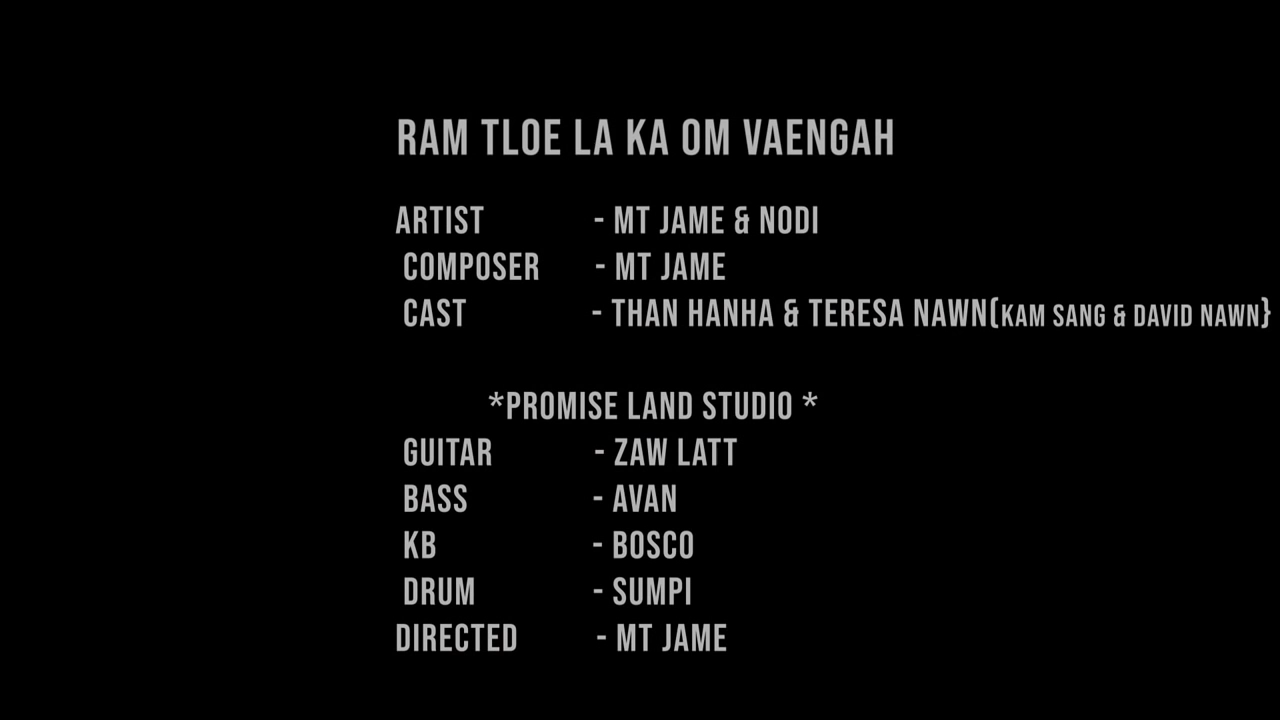 RAM TLOE LA KA OM VAENGAH
ARTIST - MT JAME & NODI
COMPOSER - MT JAME
CAST - THAN HANHA & TERESA NAWN(KAM SANG & DAVID NAWN}
*PROMISE LAND STUDIO *
GUITAR - ZAW LATT
BASS - AVAN
KB - BOSCO
DRUM - SUMPI
DIRECTED - MT JAME